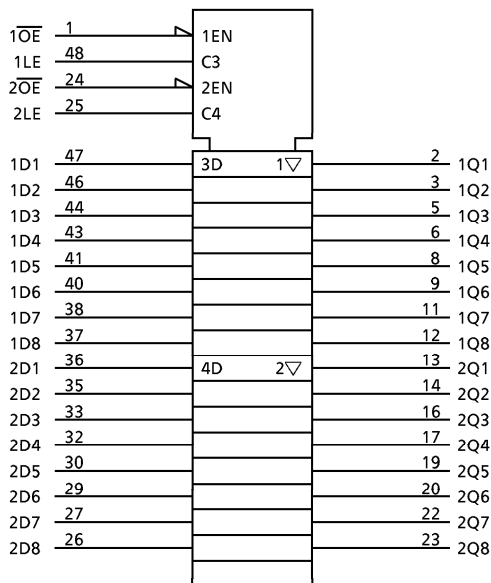 1O̅E̅ 1 1EN
1LE 48 C3
2O̅E̅ 24 2EN
2LE 25 C4
1D1 47 3D 1▽ 2 1Q1
1D2 46 3 1Q2
1D3 44 5 1Q3
1D4 43 6 1Q4
1D5 41 8 1Q5
1D6 40 9 1Q6
1D7 38 11 1Q7
1D8 37 12 1Q8
2D1 36 4D 2▽ 13 2Q1
2D2 35 14 2Q2
2D3 33 16 2Q3
2D4 32 17 2Q4
2D5 30 19 2Q5
2D6 29 20 2Q6
2D7 27 22 2Q7
2D8 26 23 2Q8